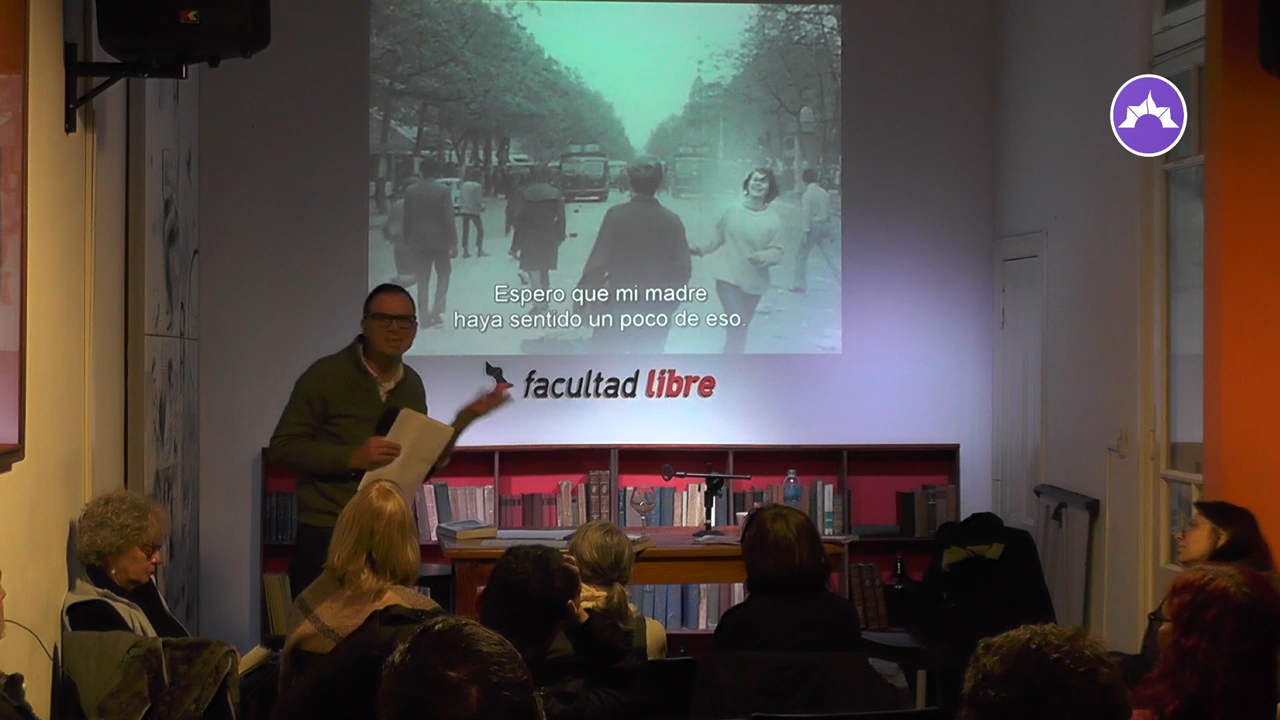 Espero que mi madre
haya sentido un poco de eso.
facultad libre